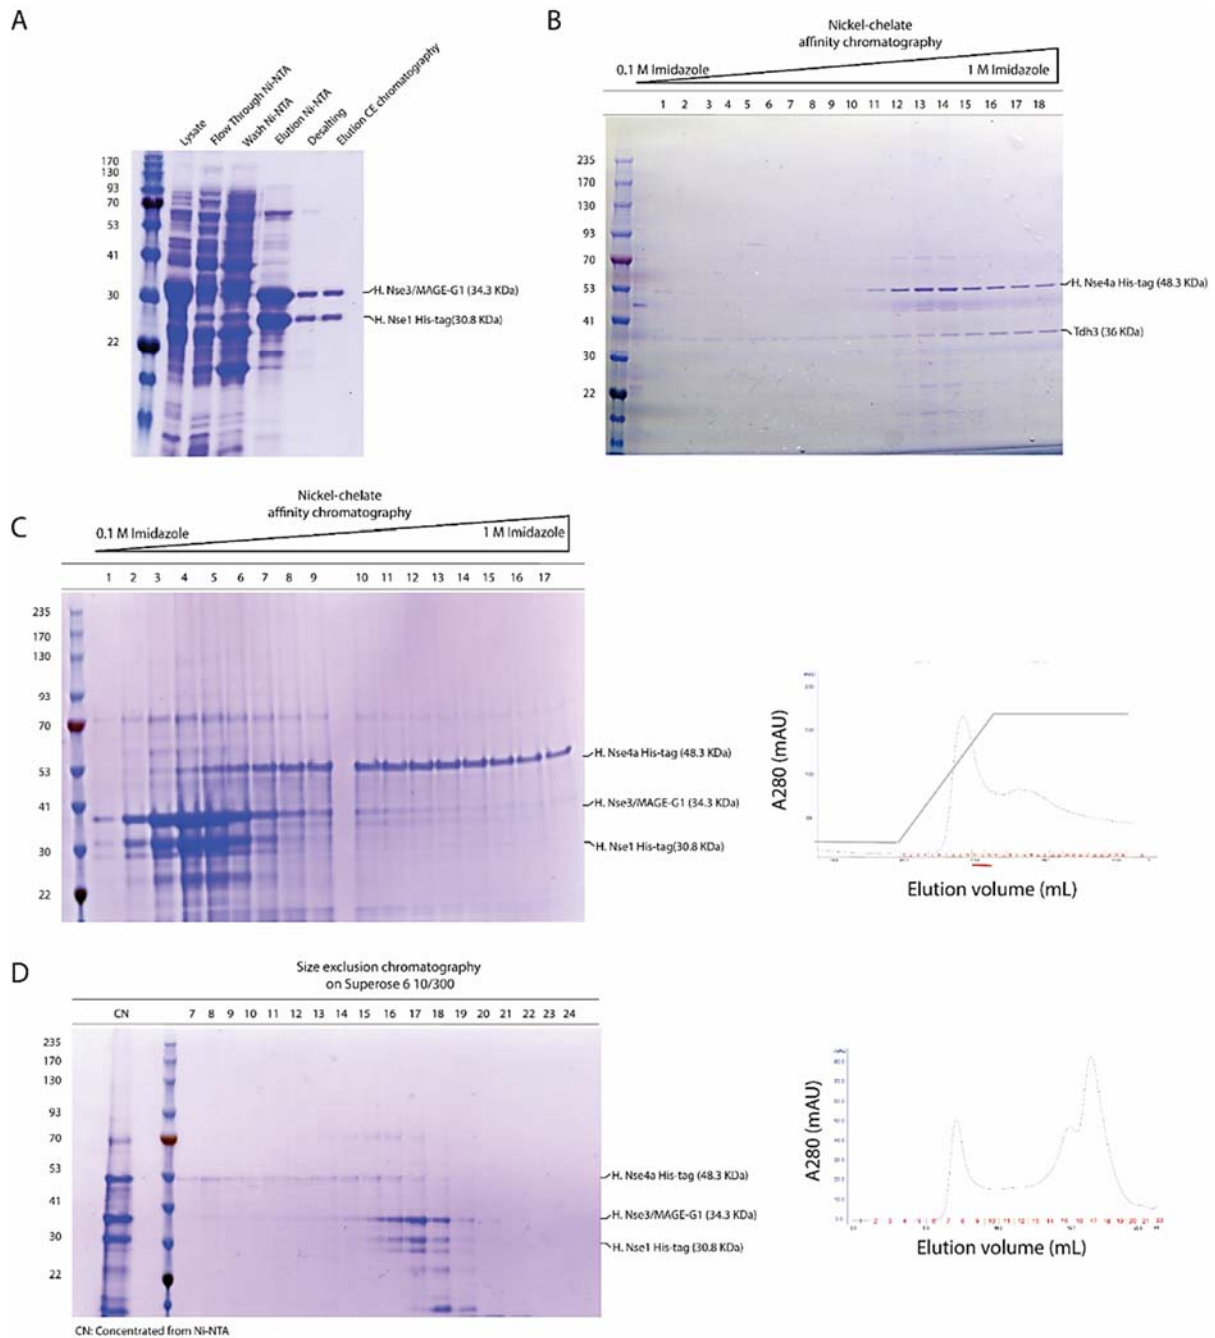 A
Lysate
Flow Through Ni-NTA
Wash Ni-NTA
Elution Ni-NTA
Desalting
Elution CE chromatography
170
130
93
70
53
41
30
22
H. Nse3/MAGE-G1 (34.3 KDa)
H. Nse1 His-tag(30.8 KDa)
B
Nickel-chelate
affinity chromatography
0.1 M Imidazole 1 M Imidazole
1 2 3 4 5 6 7 8 9 10 11 12 13 14 15 16 17 18
235
170
130
93
70
53
41
30
22
H. Nse4a His-tag (48.3 KDa)
Tdh3 (36 KDa)
C
Nickel-chelate
affinity chromatography
0.1 M Imidazole 1 M Imidazole
1 2 3 4 5 6 7 8 9 10 11 12 13 14 15 16 17
235
170
130
93
70
53
41
30
22
H. Nse4a His-tag (48.3 KDa)
H. Nse3/MAGE-G1 (34.3 KDa)
H. Nse1 His-tag(30.8 KDa)
A280 (mAU)
Elution volume (mL)
D
Size exclusion chromatography
on Superose 6 10/300
CN 7 8 9 10 11 12 13 14 15 16 17 18 19 20 21 22 23 24
235
170
130
93
70
53
41
30
22
H. Nse4a His-tag (48.3 KDa)
H. Nse3/MAGE-G1 (34.3 KDa)
H. Nse1 His-tag (30.8 KDa)
A280 (mAU)
Elution volume (mL)
CN: Concentrated from Ni-NTA